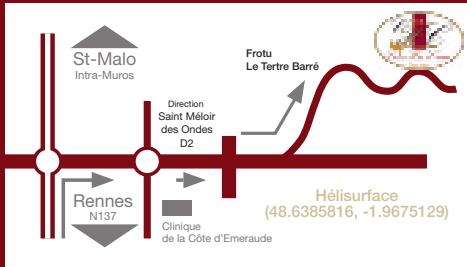 St-Malo
Intra-Muros
Frotu
Le Tertre Barré
Direction
Saint Méloir
des Ondes
D2
Rennes
N137
Clinique
de la Côte d'Emeraude
Hélisurface
(48.6385816, -1.9675129)